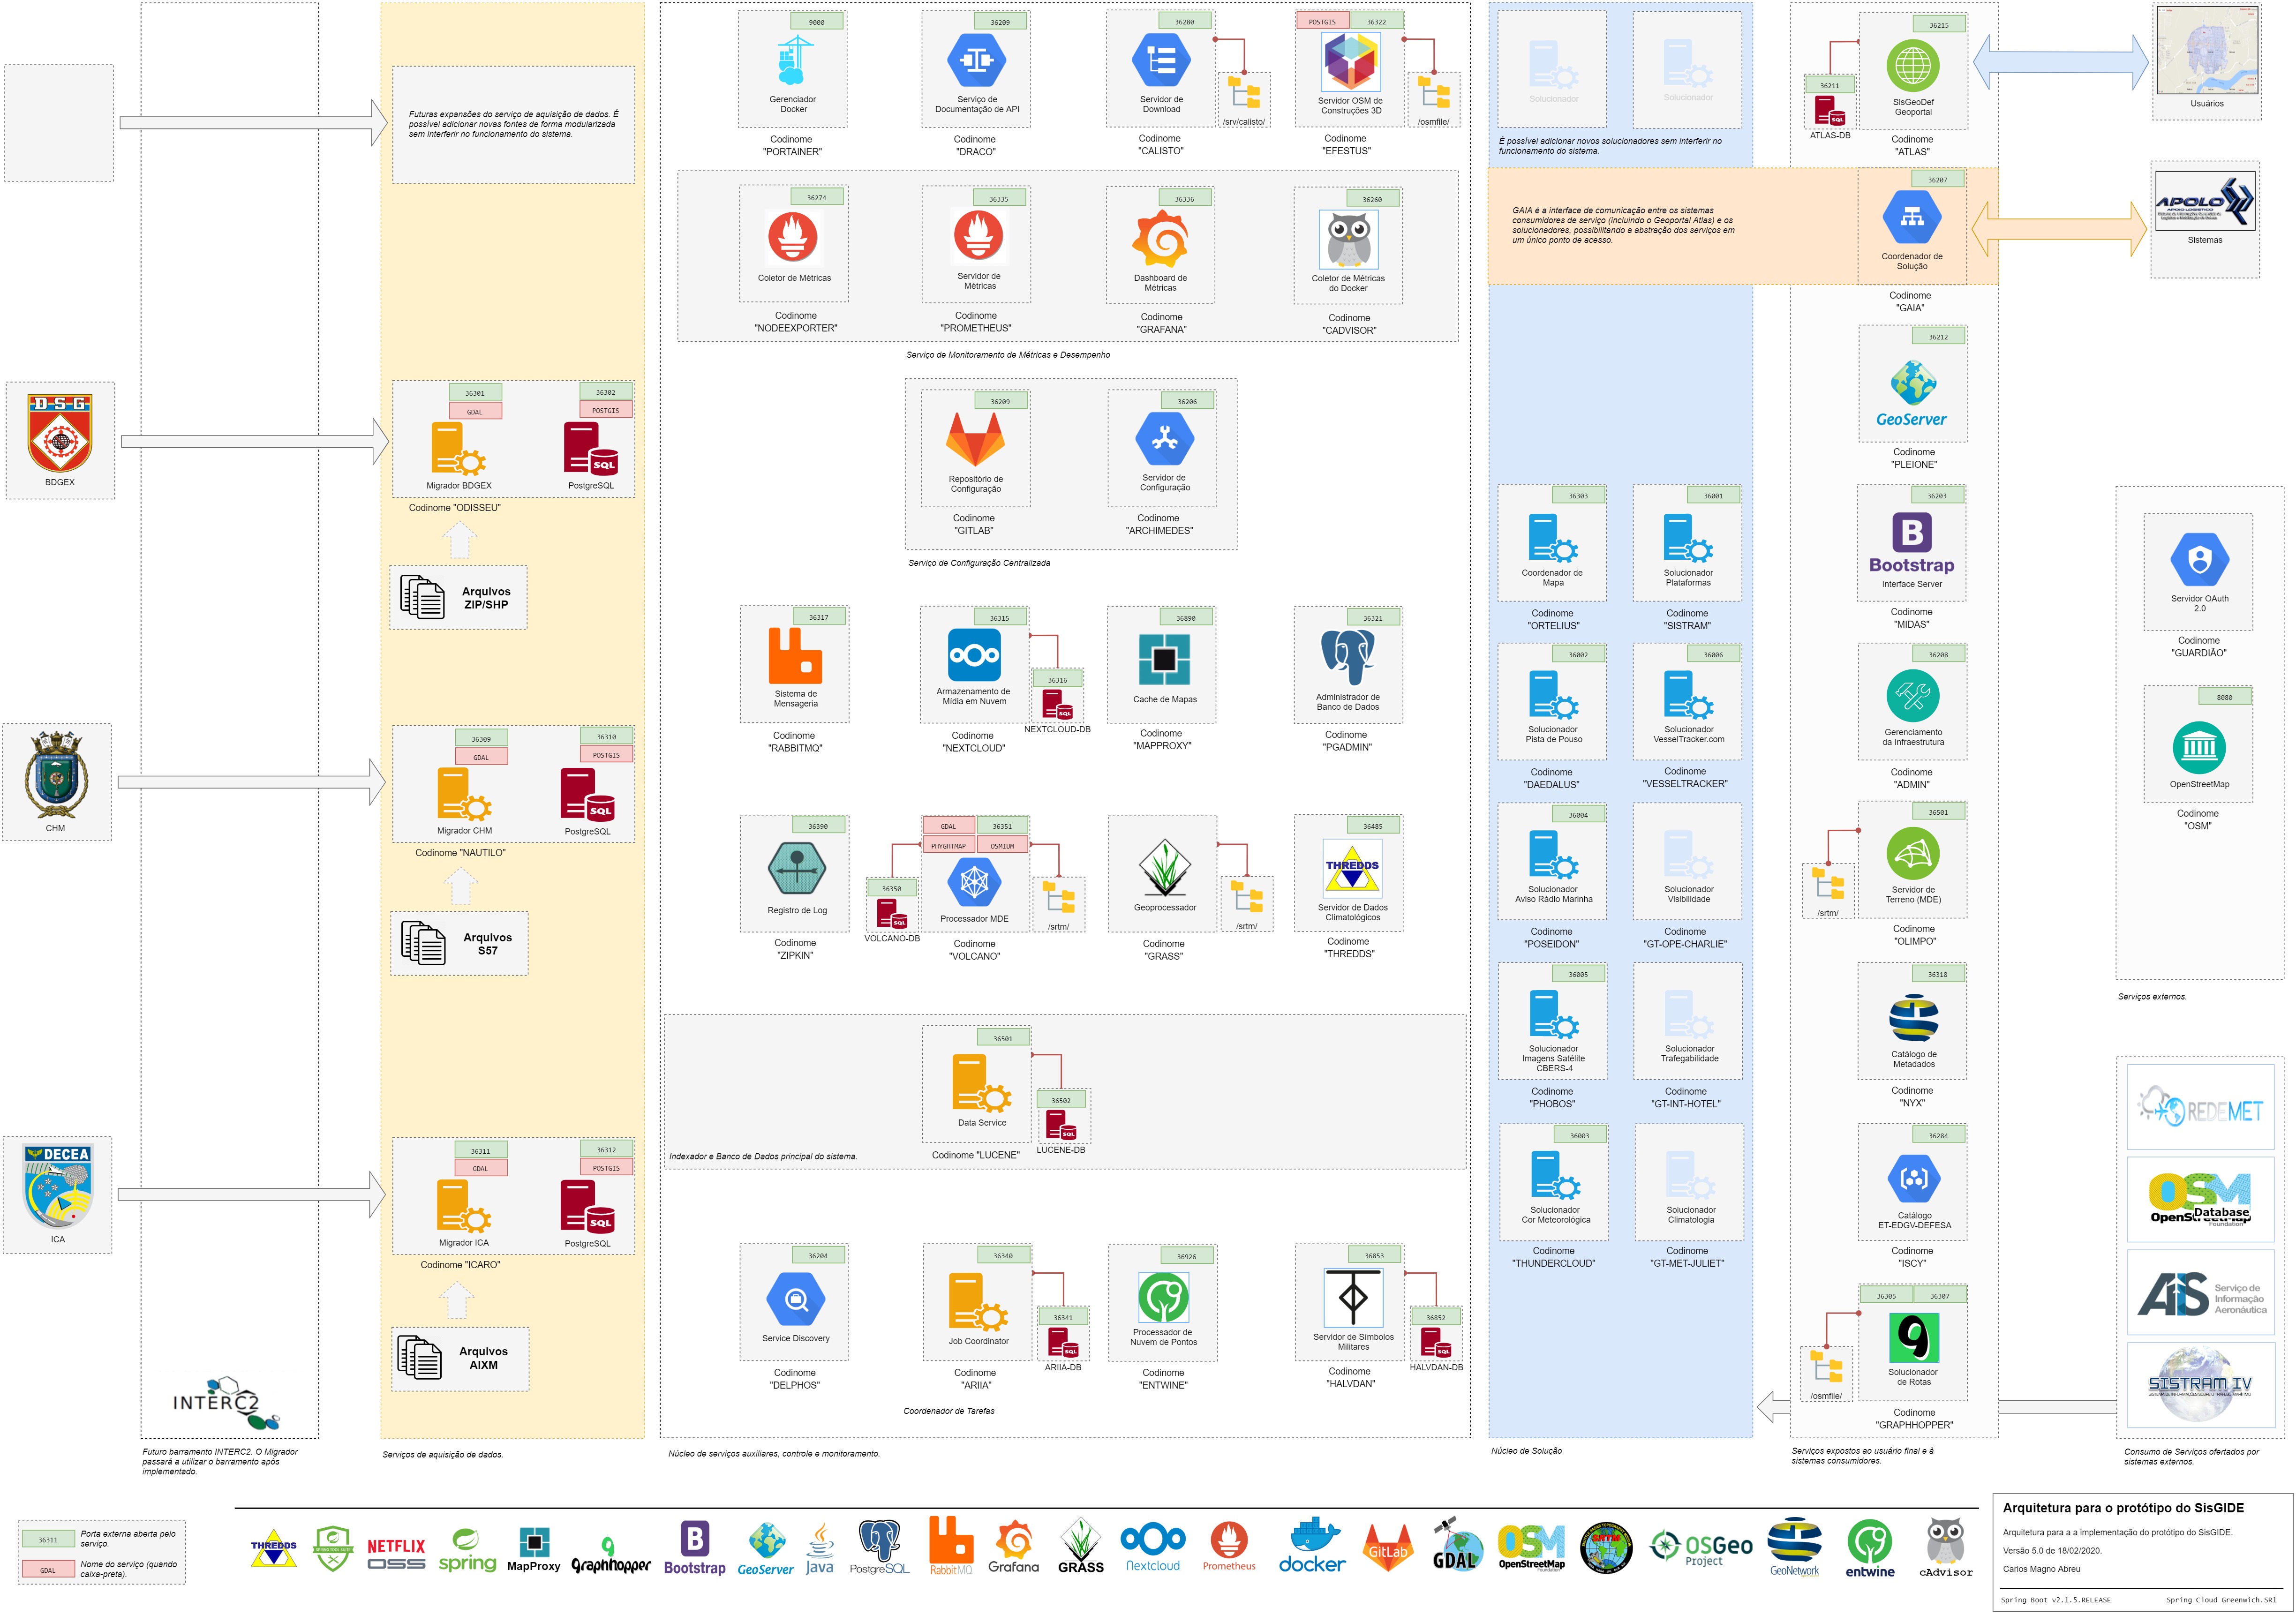 Futuras expansões do serviço de aquisição de dados. É
possível adicionar novas fontes de forma modularizada
sem interferir no funcionamento do sistema.
BDGEX
CHM
ICA
DSG
DECEA
INTERC2
Futuro barramento INTERC2. O Migrador
passará a utilizar o barramento após
implementado.
36301
GDAL
Migrador BDGEX
36302
POSTGIS
SQL
PostgreSQL
Codinome "ODISSEU"
Arquivos
ZIP/SHP
36309
GDAL
Migrador CHM
36310
POSTGIS
SQL
PostgreSQL
Codinome "NAUTILO"
Arquivos
S57
36311
GDAL
Migrador ICA
36312
POSTGIS
SQL
PostgreSQL
Codinome "ICARO"
Arquivos
AIXM
Serviços de aquisição de dados.
9000
Gerenciador
Docker
Codinome
"PORTAINER"
36209
Serviço de
Documentação de API
Codinome
"DRACO"
36280
Servidor de
Download
/srv/calisto/
Codinome
"CALISTO"
POSTGIS
36322
Servidor OSM de
Construções 3D
/osmfile/
Codinome
"EFESTUS"
36274
Coletor de Métricas
Codinome
"NODEEXPORTER"
36335
Servidor de
Métricas
Codinome
"PROMETHEUS"
36336
Dashboard de
Métricas
Codinome
"GRAFANA"
36260
Coletor de Métricas
do Docker
Codinome
"CADVISOR"
Serviço de Monitoramento de Métricas e Desempenho
36209
Repositório de
Configuração
Codinome
"GITLAB"
36206
Servidor de
Configuração
Codinome
"ARCHIMEDES"
Serviço de Configuração Centralizada
36317
Sistema de
Mensageria
Codinome
"RABBITMQ"
36315
Armazenamento de
Mídia em Nuvem
Codinome
"NEXTCLOUD"
36316
SQL
NEXTCLOUD-DB
36890
Cache de Mapas
Codinome
"MAPPROXY"
36321
Administrador de
Banco de Dados
Codinome
"PGADMIN"
36390
Registro de Log
Codinome
"ZIPKIN"
36350
SQL
VOLCANO-DB
GDAL
36351
PHYGHTMAP
OSMIUM
Processador MDE
/srtm/
Codinome
"VOLCANO"
Geoprocessador
/srtm/
Codinome
"GRASS"
36485
THREDDS
Servidor de Dados
Climatológicos
Codinome
"THREDDS"
36501
Data Service
Codinome "LUCENE"
36502
SQL
LUCENE-DB
Indexador e Banco de Dados principal do sistema.
36204
Service Discovery
Codinome
"DELPHOS"
36340
Job Coordinator
Codinome
"ARIIA"
36341
SQL
ARIIA-DB
Coordenador de Tarefas
36926
Processador de
Nuvem de Pontos
Codinome
"ENTWINE"
36853
Servidor de Símbolos
Militares
Codinome
"HALVDAN"
36852
SQL
HALVDAN-DB
Núcleo de serviços auxiliares, controle e monitoramento.
Solucionador
Solucionador
É possível adicionar novos solucionadores sem interferir no
funcionamento do sistema.
GAIA é a interface de comunicação entre os sistemas
consumidores de serviço (incluindo o Geoportal Atlas) e os
solucionadores, possibilitando a abstração dos serviços em
um único ponto de acesso.
36303
Coordenador de
Mapa
Codinome
"ORTELIUS"
36001
Solucionador
Plataformas
Codinome
"SISTRAM"
36002
Solucionador
Pista de Pouso
Codinome
"DAEDALUS"
36006
Solucionador
VesselTracker.com
Codinome
"VESSELTRACKER"
36004
Solucionador
Aviso Rádio Marinha
Codinome
"POSEIDON"
Solucionador
Visibilidade
Codinome
"GT-OPE-CHARLIE"
36005
Solucionador
Imagens Satélite
CBERS-4
Codinome
"PHOBOS"
Solucionador
Trafegabilidade
Codinome
"GT-INT-HOTEL"
36003
Solucionador
Cor Meteorológica
Codinome
"THUNDERCLOUD"
Solucionador
Climatologia
Codinome
"GT-MET-JULIET"
Núcleo de Solução
36215
36211
SQL
ATLAS-DB
SisGeoDef
Geoportal
Codinome
"ATLAS"
36207
Coordenador de
Solução
Codinome
"GAIA"
36212
GeoServer
Codinome
"PLEIONE"
36203
B
Bootstrap
Interface Server
Codinome
"MIDAS"
36208
Gerenciamento
da Infraestrutura
Codinome
"ADMIN"
36501
/srtm/
Servidor de
Terreno (MDE)
Codinome
"OLIMPO"
36318
Catálogo de
Metadados
Codinome
"NYX"
36284
Catálogo
ET-EDGV-DEFESA
Codinome
"ISCY"
36305
36307
/osmfile/
Solucionador
de Rotas
Codinome
"GRAPHHOPPER"
Serviços expostos ao usuário final e à
sistemas consumidores.
Usuários
APOLO
APOIO LOGÍSTICO
Sistemas
Servidor OAuth
2.0
Codinome
"GUARDIÃO"
8080
OpenStreetMap
Codinome
"OSM"
Serviços externos.
REDEMET
OSM
Database
OpenStreetMap
Foundation
AIS
Serviço de
Informação
Aeronáutica
SISTRAM IV
Consumo de Serviços ofertados por
sistemas externos.
36311
Porta externa aberta pelo
serviço.
GDAL
Nome do serviço (quando
caixa-preta).
THREDDS
SPRING TOOL SUITE
NETFLIX
OSS
spring
MapProxy
graphhopper
B
Bootstrap
GeoServer
Java
PostgreSQL
RabbitMQ
Grafana
GRASS
Nextcloud
Prometheus
docker
GitLab
GDAL
OSM
OpenStreetMap
Foundation
SRTM
OSGeo
Project
GeoNetwork
entwine
cAdvisor
Arquitetura para o protótipo do SisGIDE
Arquitetura para a a implementação do protótipo do SisGIDE.
Versão 5.0 de 18/02/2020.
Carlos Magno Abreu
Spring Boot v2.1.5.RELEASE
Spring Cloud Greenwich.SR1